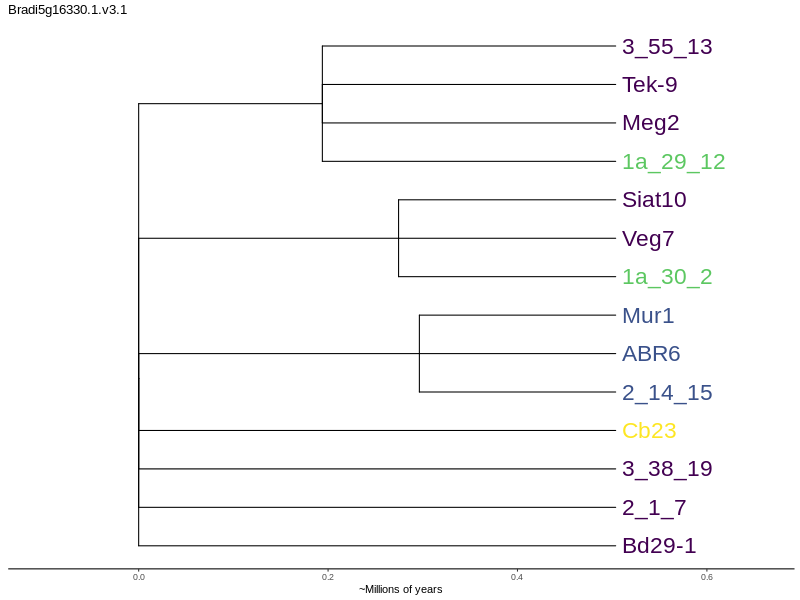 Bradi5g16330.1.v3.1
3_55_13
Tek-9
Meg2
1a_29_12
Siat10
Veg7
1a_30_2
Mur1
ABR6
2_14_15
Cb23
3_38_19
2_1_7
Bd29-1
0.0 0.2 0.4 0.6
~Millions of years